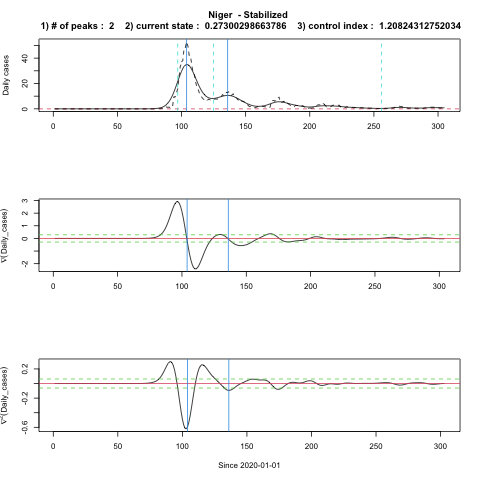 Niger - Stabilized
1) # of peaks : 2 2) current state : 0.27300298663786 3) control index : 1.20824312752034
Daily cases
40
20
0
0 50 100 150 200 250 300
∇(Daily_cases)
3
2
1
0
-2
0 50 100 150 200 250 300
∇²(Daily_cases)
0.2
-0.2
-0.6
0 50 100 150 200 250 300
Since 2020-01-01